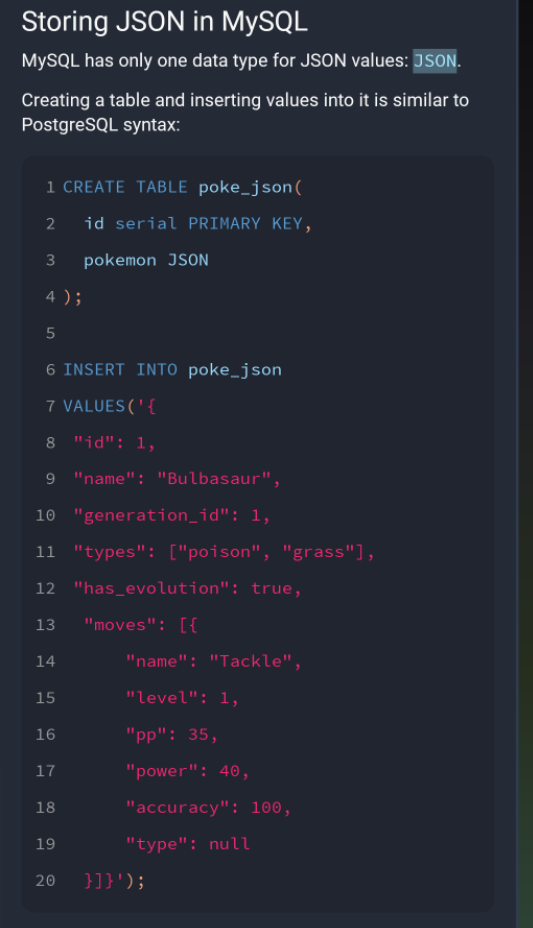 Storing JSON in MySQL
MySQL has only one data type for JSON values: JSON.
Creating a table and inserting values into it is similar to
PostgreSQL syntax:
1 CREATE TABLE poke_json(
2   id serial PRIMARY KEY,
3   pokemon JSON
4 );
5
6 INSERT INTO poke_json
7 VALUES('{
8  "id": 1,
9  "name": "Bulbasaur",
10  "generation_id": 1,
11  "types": ["poison", "grass"],
12  "has_evolution": true,
13   "moves": [{
14       "name": "Tackle",
15       "level": 1,
16       "pp": 35,
17       "power": 40,
18       "accuracy": 100,
19       "type": null
20   }]}');